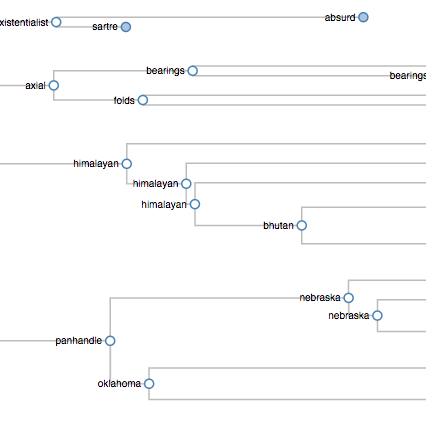 absurd
xistentialist
sartre
bearings
bearings
axial
folds
himalayan
himalayan
himalayan
bhutan
nebraska
nebraska
panhandle
oklahoma